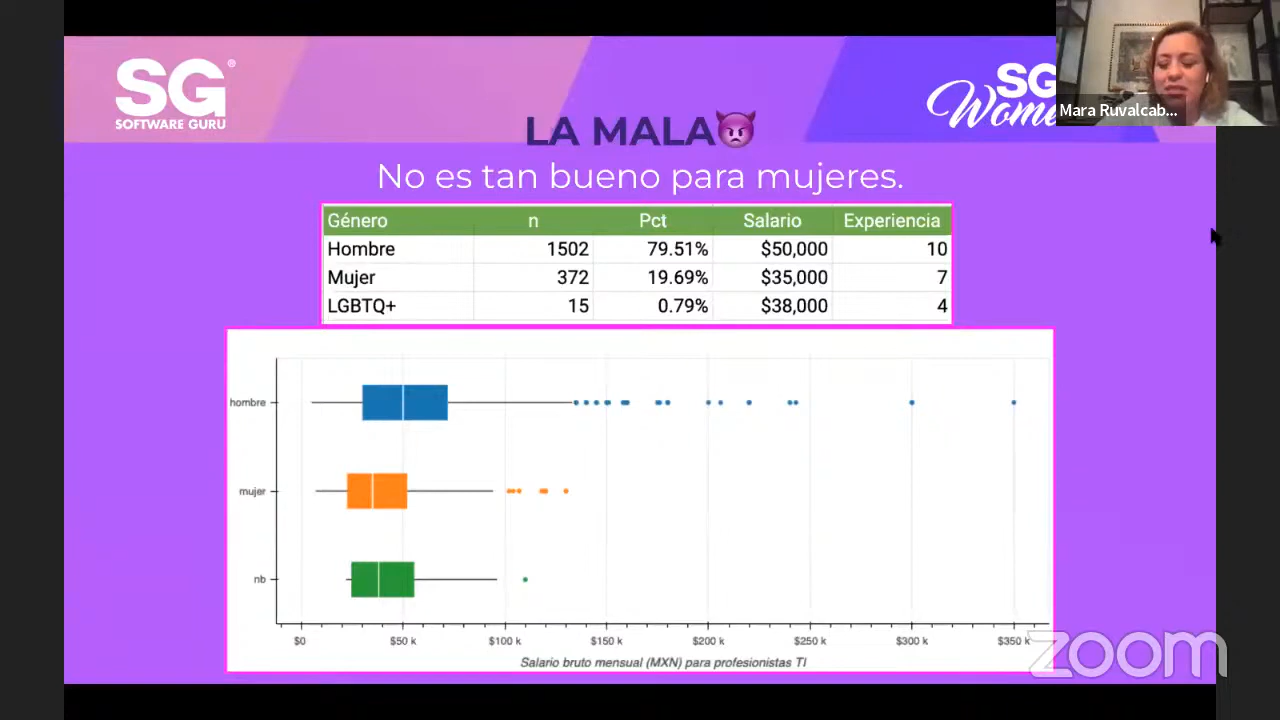 SG®
SOFTWARE GURU
SG
Wome
Mara Ruvalcab...
LA MALA
No es tan bueno para mujeres.
Género n Pct Salario Experiencia
Hombre 1502 79.51% $50,000 10
Mujer 372 19.69% $35,000 7
LGBTQ+ 15 0.79% $38,000 4
hombre
mujer
nb
$0 $50 k $100 k $150 k $200 k $250 k $300 k $350 k
Salario bruto mensual (MXN) para profesionistas TI
zoom